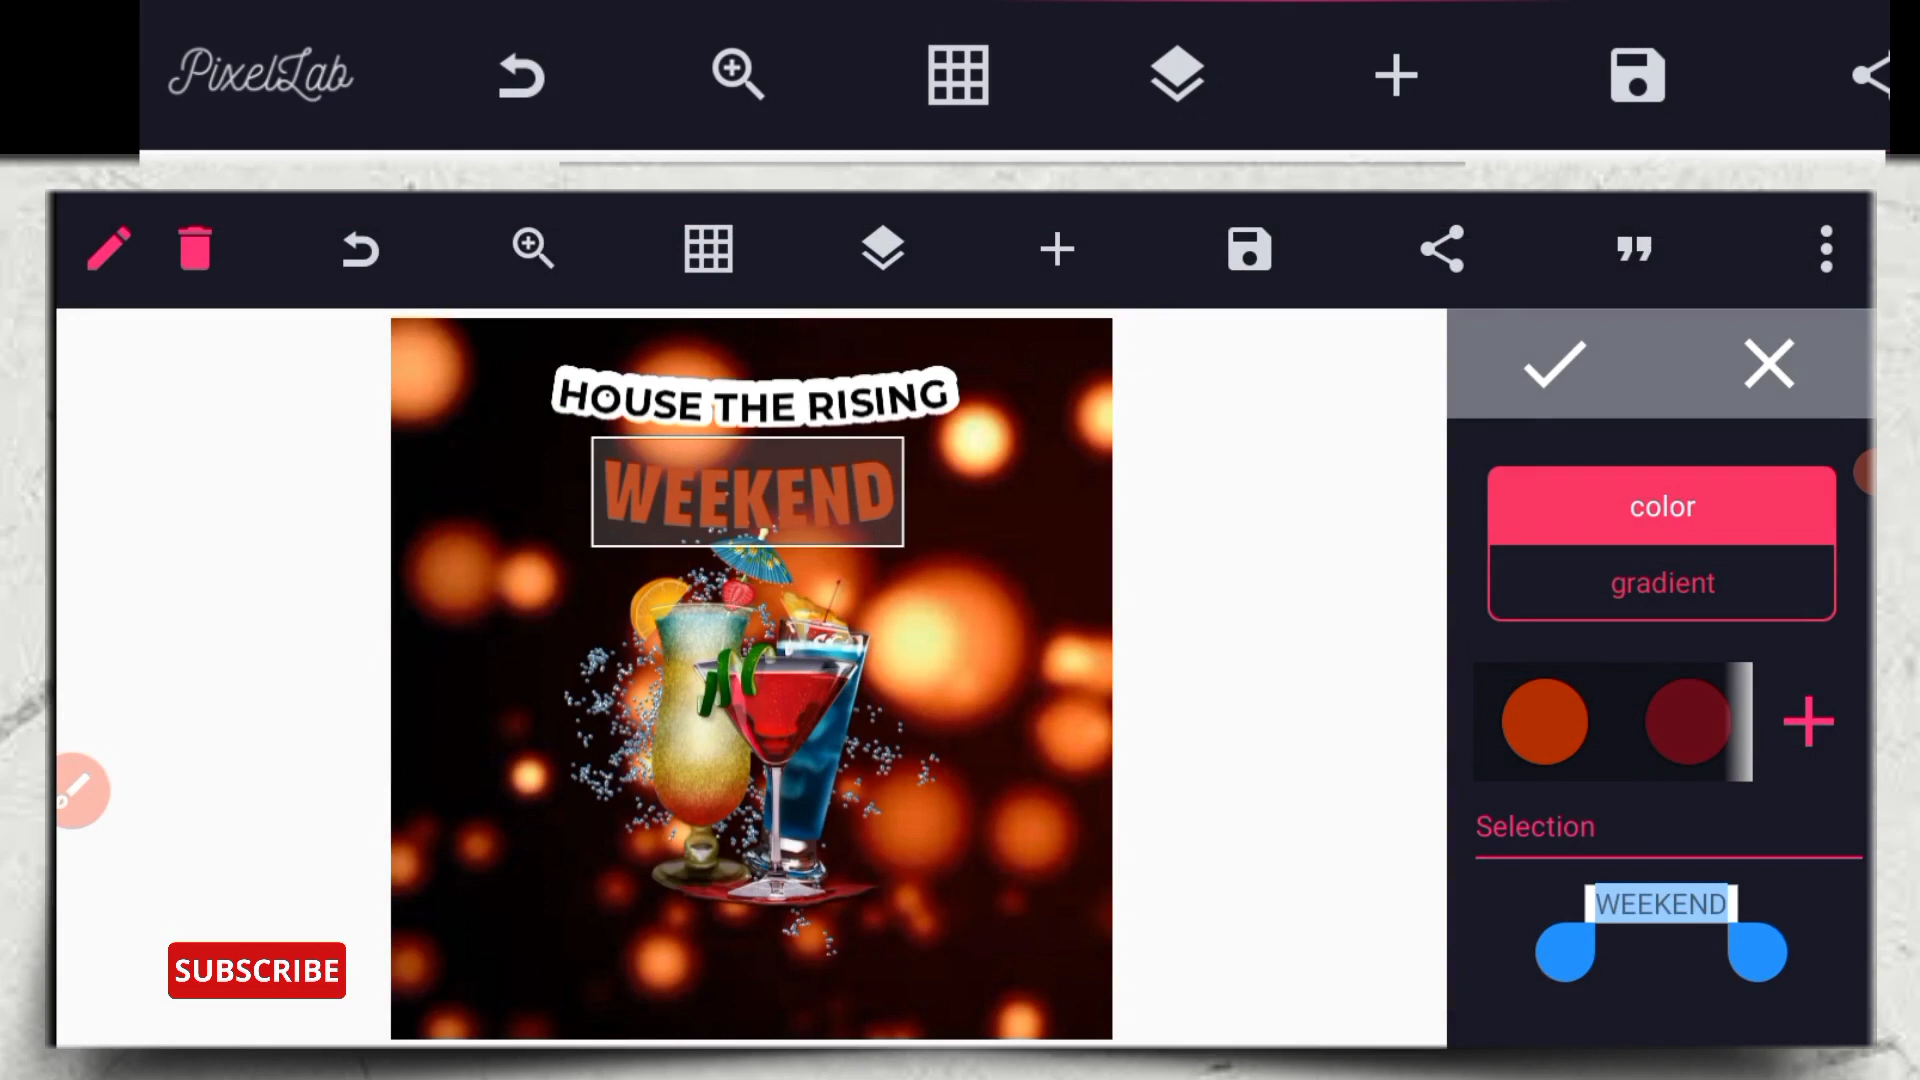 PixelLab
HOUSE THE RISING
WEEKEND
color
gradient
Selection
WEEKEND
SUBSCRIBE